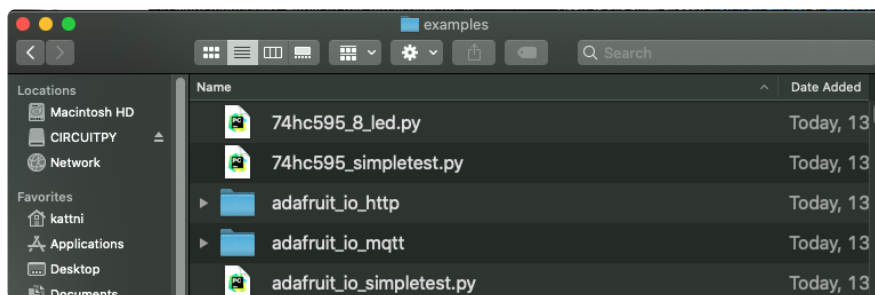 examples
Search
Locations
Macintosh HD
CIRCUITPY
Network
Favorites
kattni
Applications
Desktop
Documents
Name Date Added
74hc595_8_led.py Today, 13
74hc595_simpletest.py Today, 13
adafruit_io_http Today, 13
adafruit_io_mqtt Today, 13
adafruit_io_simpletest.py Today, 13